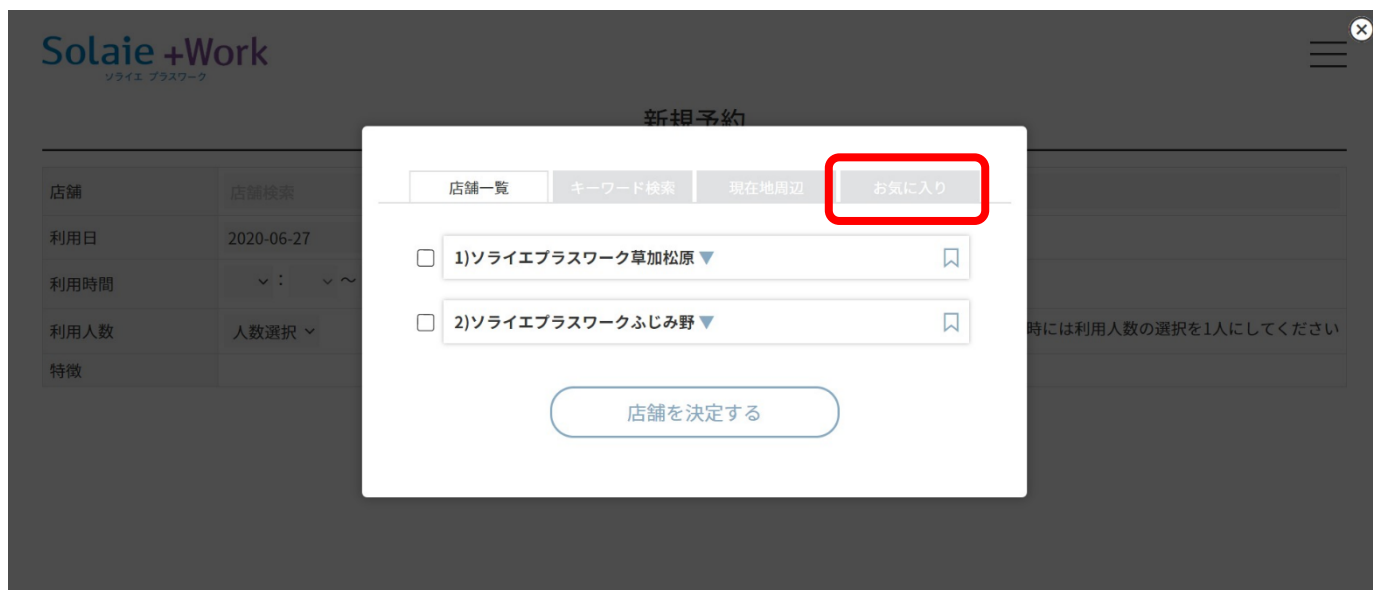 Solaie +Work
ソライエ プラスワーク
新規予約
店舗 店舗検索
店舗一覧 キーワード検索 現在地周辺 お気に入り
利用日 2020-06-27
1)ソライエプラスワーク草加松原▼
利用時間 : ～
2)ソライエプラスワークふじみ野▼
利用人数 人数選択 時には利用人数の選択を1人にしてください
特徴
店舗を決定する